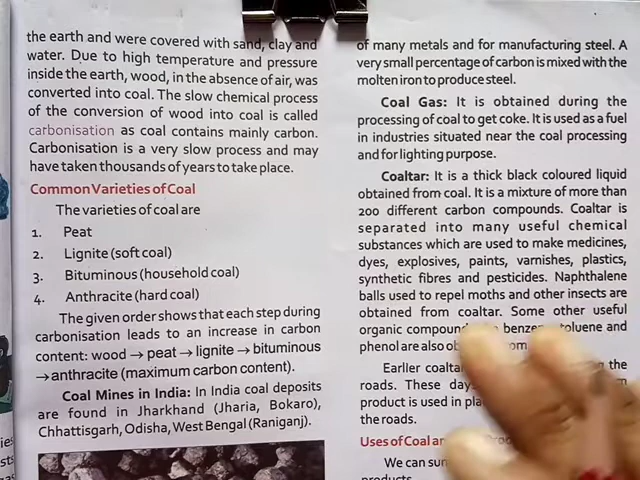 the earth and were covered with sand, clay and
water. Due to high temperature and pressure
inside the earth, wood, in the absence of air, was
converted into coal. The slow chemical process
of the conversion of wood into coal is called
carbonisation as coal contains mainly carbon.
Carbonisation is a very slow process and may
have taken thousands of years to take place.
Common Varieties of Coal
The varieties of coal are
1. Peat
2. Lignite (soft coal)
3. Bituminous (household coal)
4. Anthracite (hard coal)
The given order shows that each step during
carbonisation leads to an increase in carbon
content: wood → peat → lignite → bituminous
→ anthracite (maximum carbon content).
Coal Mines in India: In India coal deposits
are found in Jharkhand (Jharia, Bokaro),
Chhattisgarh, Odisha, West Bengal (Raniganj).
of many metals and for manufacturing steel. A
very small percentage of carbon is mixed with the
molten iron to produce steel.
Coal Gas: It is obtained during the
processing of coal to get coke. It is used as a fuel
in industries situated near the coal processing
and for lighting purpose.
Coaltar: It is a thick black coloured liquid
obtained from coal. It is a mixture of more than
200 different carbon compounds. Coaltar is
separated into many useful chemical
substances which are used to make medicines,
dyes, explosives, paints, varnishes, plastics,
synthetic fibres and pesticides. Naphthalene
balls used to repel moths and other insects are
obtained from coaltar. Some other useful
organic toluene and
phenol are also
Earlier the
roads. These
product is used in
the roads.
Uses of Coal
We can
products